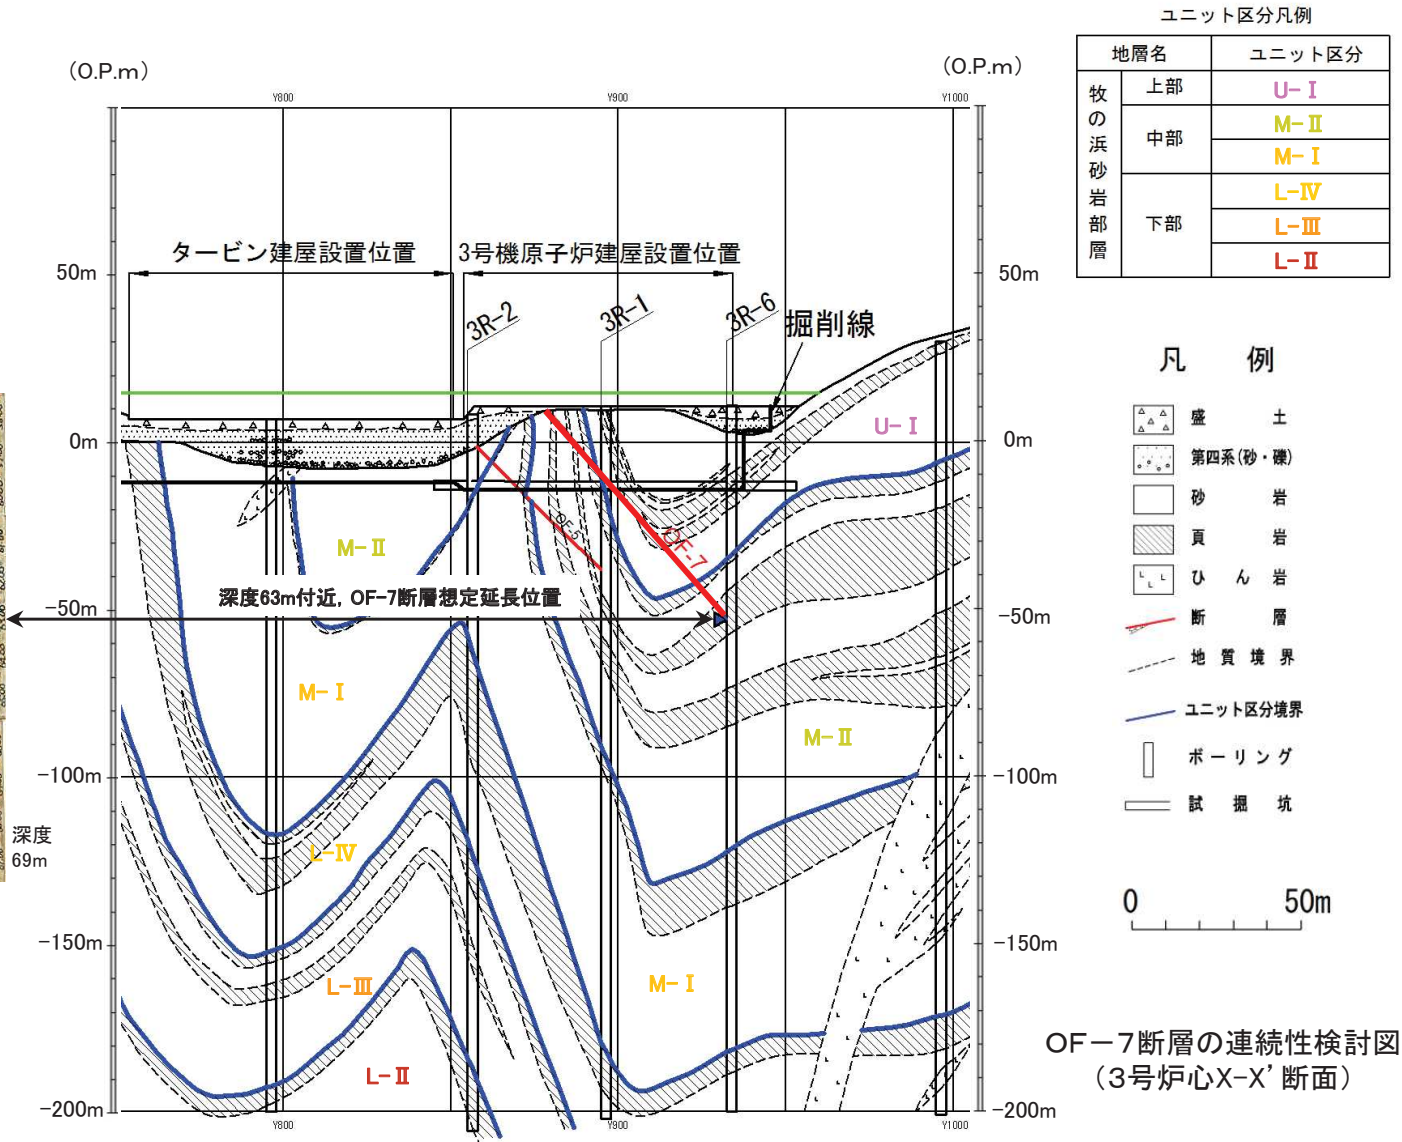 ユニット区分凡例
地層名 ユニット区分
牧の浜砂岩部層
上部 U-Ⅰ
中部 M-Ⅱ
M-Ⅰ
下部 L-Ⅳ
L-Ⅲ
L-Ⅱ
(O.P.m) (O.P.m)
Y800 Y900 Y1000
タービン建屋設置位置 3号機原子炉建屋設置位置
50m 50m
3R-2 3R-1 3R-6 掘削線
U-Ⅰ
0m 0m
OF-7
M-Ⅱ
深度63m付近,OF-7断層想定延長位置
-50m -50m
M-Ⅰ
M-Ⅱ
-100m -100m
深度
69m
L-Ⅳ
-150m -150m
L-Ⅲ
M-Ⅰ
L-Ⅱ
-200m -200m
Y800 Y900 Y1000
凡例
盛土
第四系(砂・礫)
砂岩
頁岩
ひん岩
断層
地質境界
ユニット区分境界
ボーリング
試掘坑
0 50m
OF-7断層の連続性検討図
(3号炉心X-X'断面)